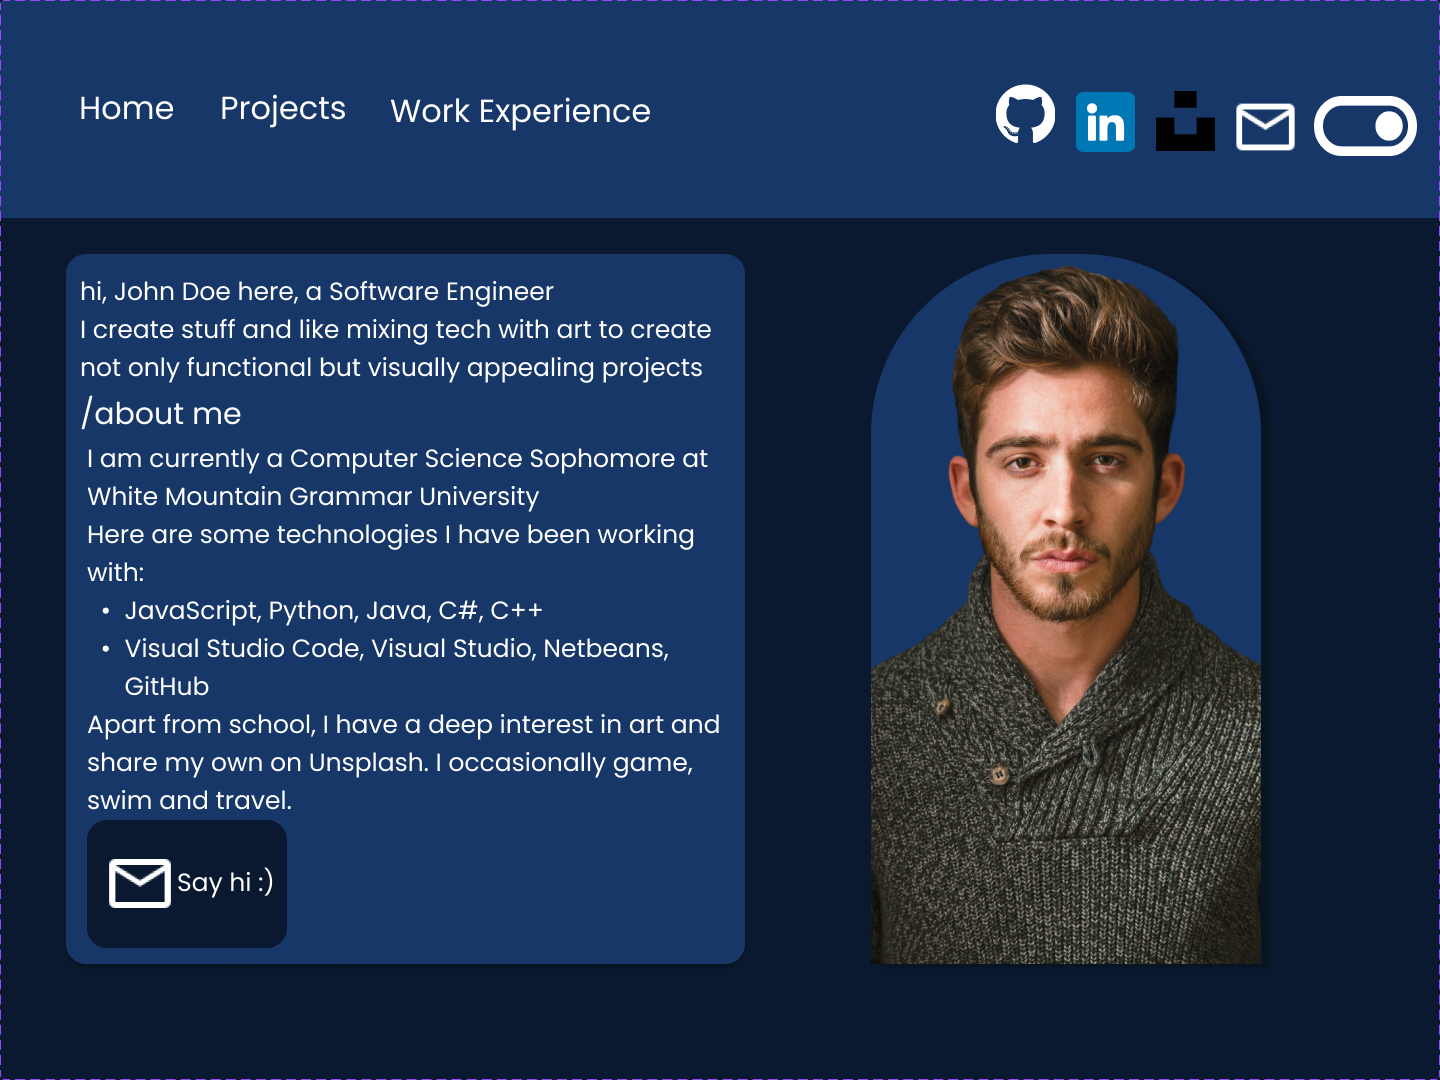 Home Projects Work Experience
in
hi, John Doe here, a Software Engineer
I create stuff and like mixing tech with art to create
not only functional but visually appealing projects
/about me
I am currently a Computer Science Sophomore at
White Mountain Grammar University
Here are some technologies I have been working
with:
• JavaScript, Python, Java, C#, C++
• Visual Studio Code, Visual Studio, Netbeans,
GitHub
Apart from school, I have a deep interest in art and
share my own on Unsplash. I occasionally game,
swim and travel.
Say hi :)